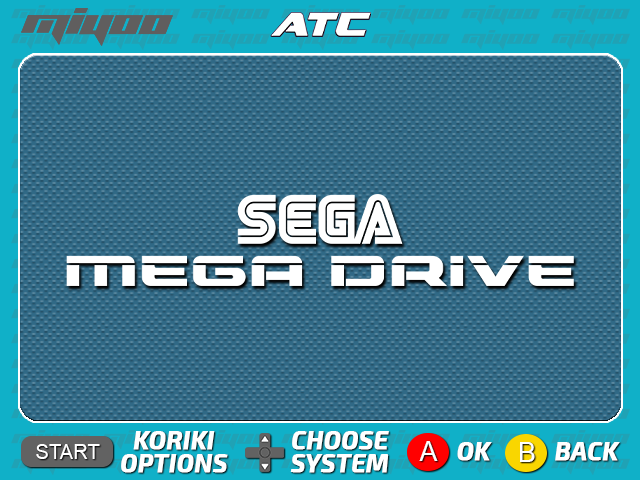 miyoo
ATC
SEGA
MEGA DRIVE
START
KORIKI
OPTIONS
CHOOSE
SYSTEM
A
OK
B
BACK